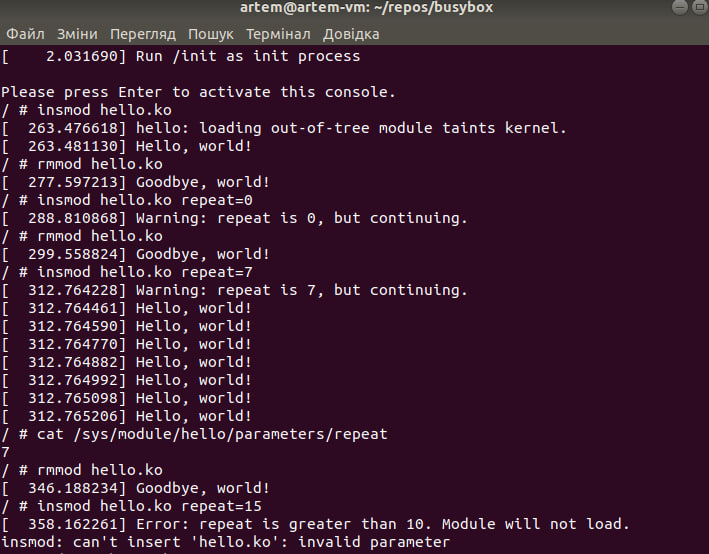 artem@artem-vm: ~/repos/busybox
Файл Зміни Перегляд Пошук Термінал Довідка
[    2.031690] Run /init as init process
Please press Enter to activate this console.
/ # insmod hello.ko
[  263.476618] hello: loading out-of-tree module taints kernel.
[  263.481130] Hello, world!
/ # rmmod hello.ko
[  277.597213] Goodbye, world!
/ # insmod hello.ko repeat=0
[  288.810868] Warning: repeat is 0, but continuing.
/ # rmmod hello.ko
[  299.558824] Goodbye, world!
/ # insmod hello.ko repeat=7
[  312.764228] Warning: repeat is 7, but continuing.
[  312.764461] Hello, world!
[  312.764590] Hello, world!
[  312.764770] Hello, world!
[  312.764882] Hello, world!
[  312.764992] Hello, world!
[  312.765098] Hello, world!
[  312.765206] Hello, world!
/ # cat /sys/module/hello/parameters/repeat
7
/ # rmmod hello.ko
[  346.188234] Goodbye, world!
/ # insmod hello.ko repeat=15
[  358.162261] Error: repeat is greater than 10. Module will not load.
insmod: can't insert 'hello.ko': invalid parameter